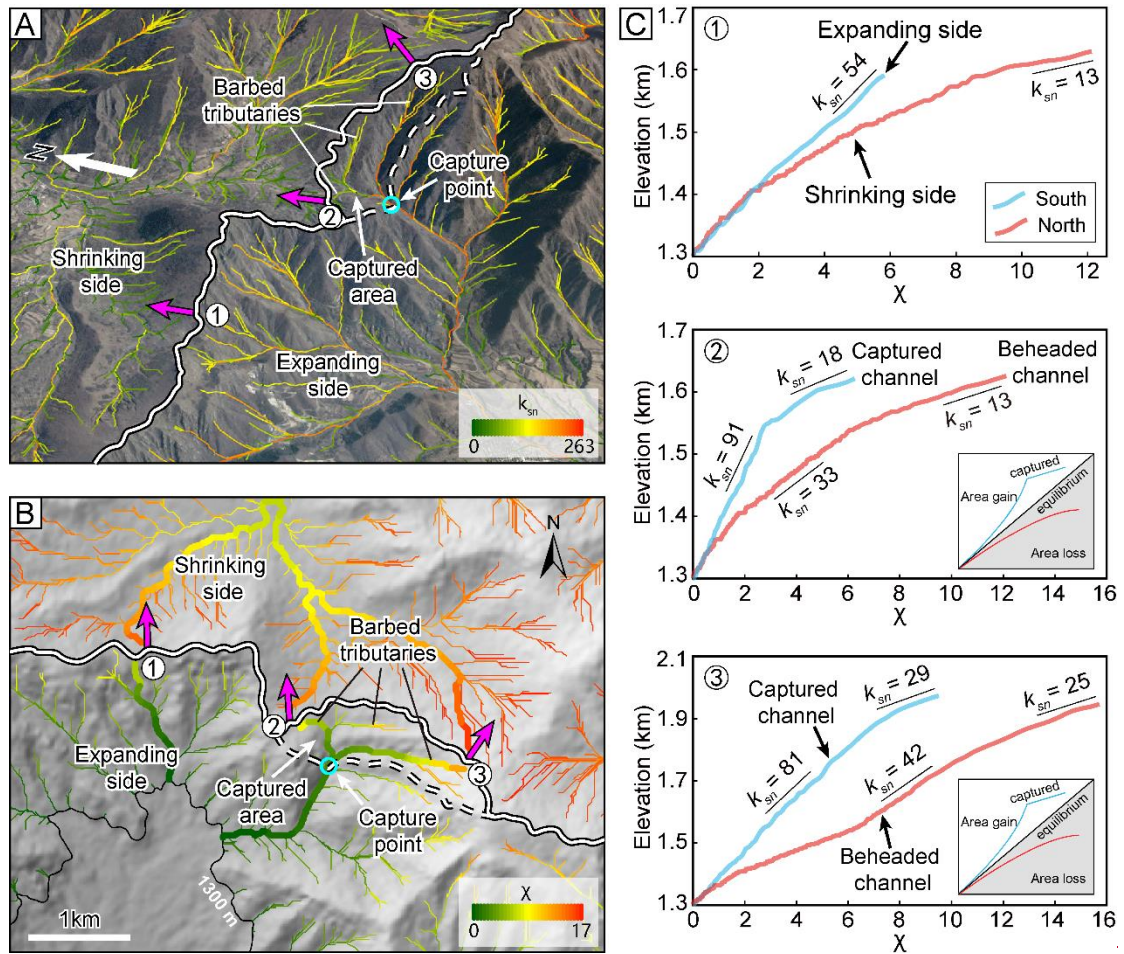 A
Barbed
tributaries
3
N
Capture
point
2
Shrinking
side
Captured
area
1
Expanding
side
ksn
0 263
B
N
Shrinking
side
Barbed
tributaries
1
2
Expanding
side
3
Captured
area
Capture
point
1300 m
1km
χ
0 17
C
1
Elevation (km)
1.7
1.6
1.5
1.4
1.3
Expanding side
ksn = 54
ksn = 13
Shrinking side
South
North
0 2 4 6 8 10 12
χ
2
Elevation (km)
1.7
1.6
1.5
1.4
1.3
ksn = 18
Captured
channel
Beheaded
channel
ksn = 13
ksn = 91
ksn = 33
captured
Area gain
equilibrium
Area loss
0 2 4 6 8 10 12 14 16
χ
3
Elevation (km)
2.1
1.9
1.7
1.5
1.3
Captured
channel
ksn = 29
ksn = 25
ksn = 81
ksn = 42
Beheaded
channel
captured
Area gain
equilibrium
Area loss
0 2 4 6 8 10 12 14 16
χ